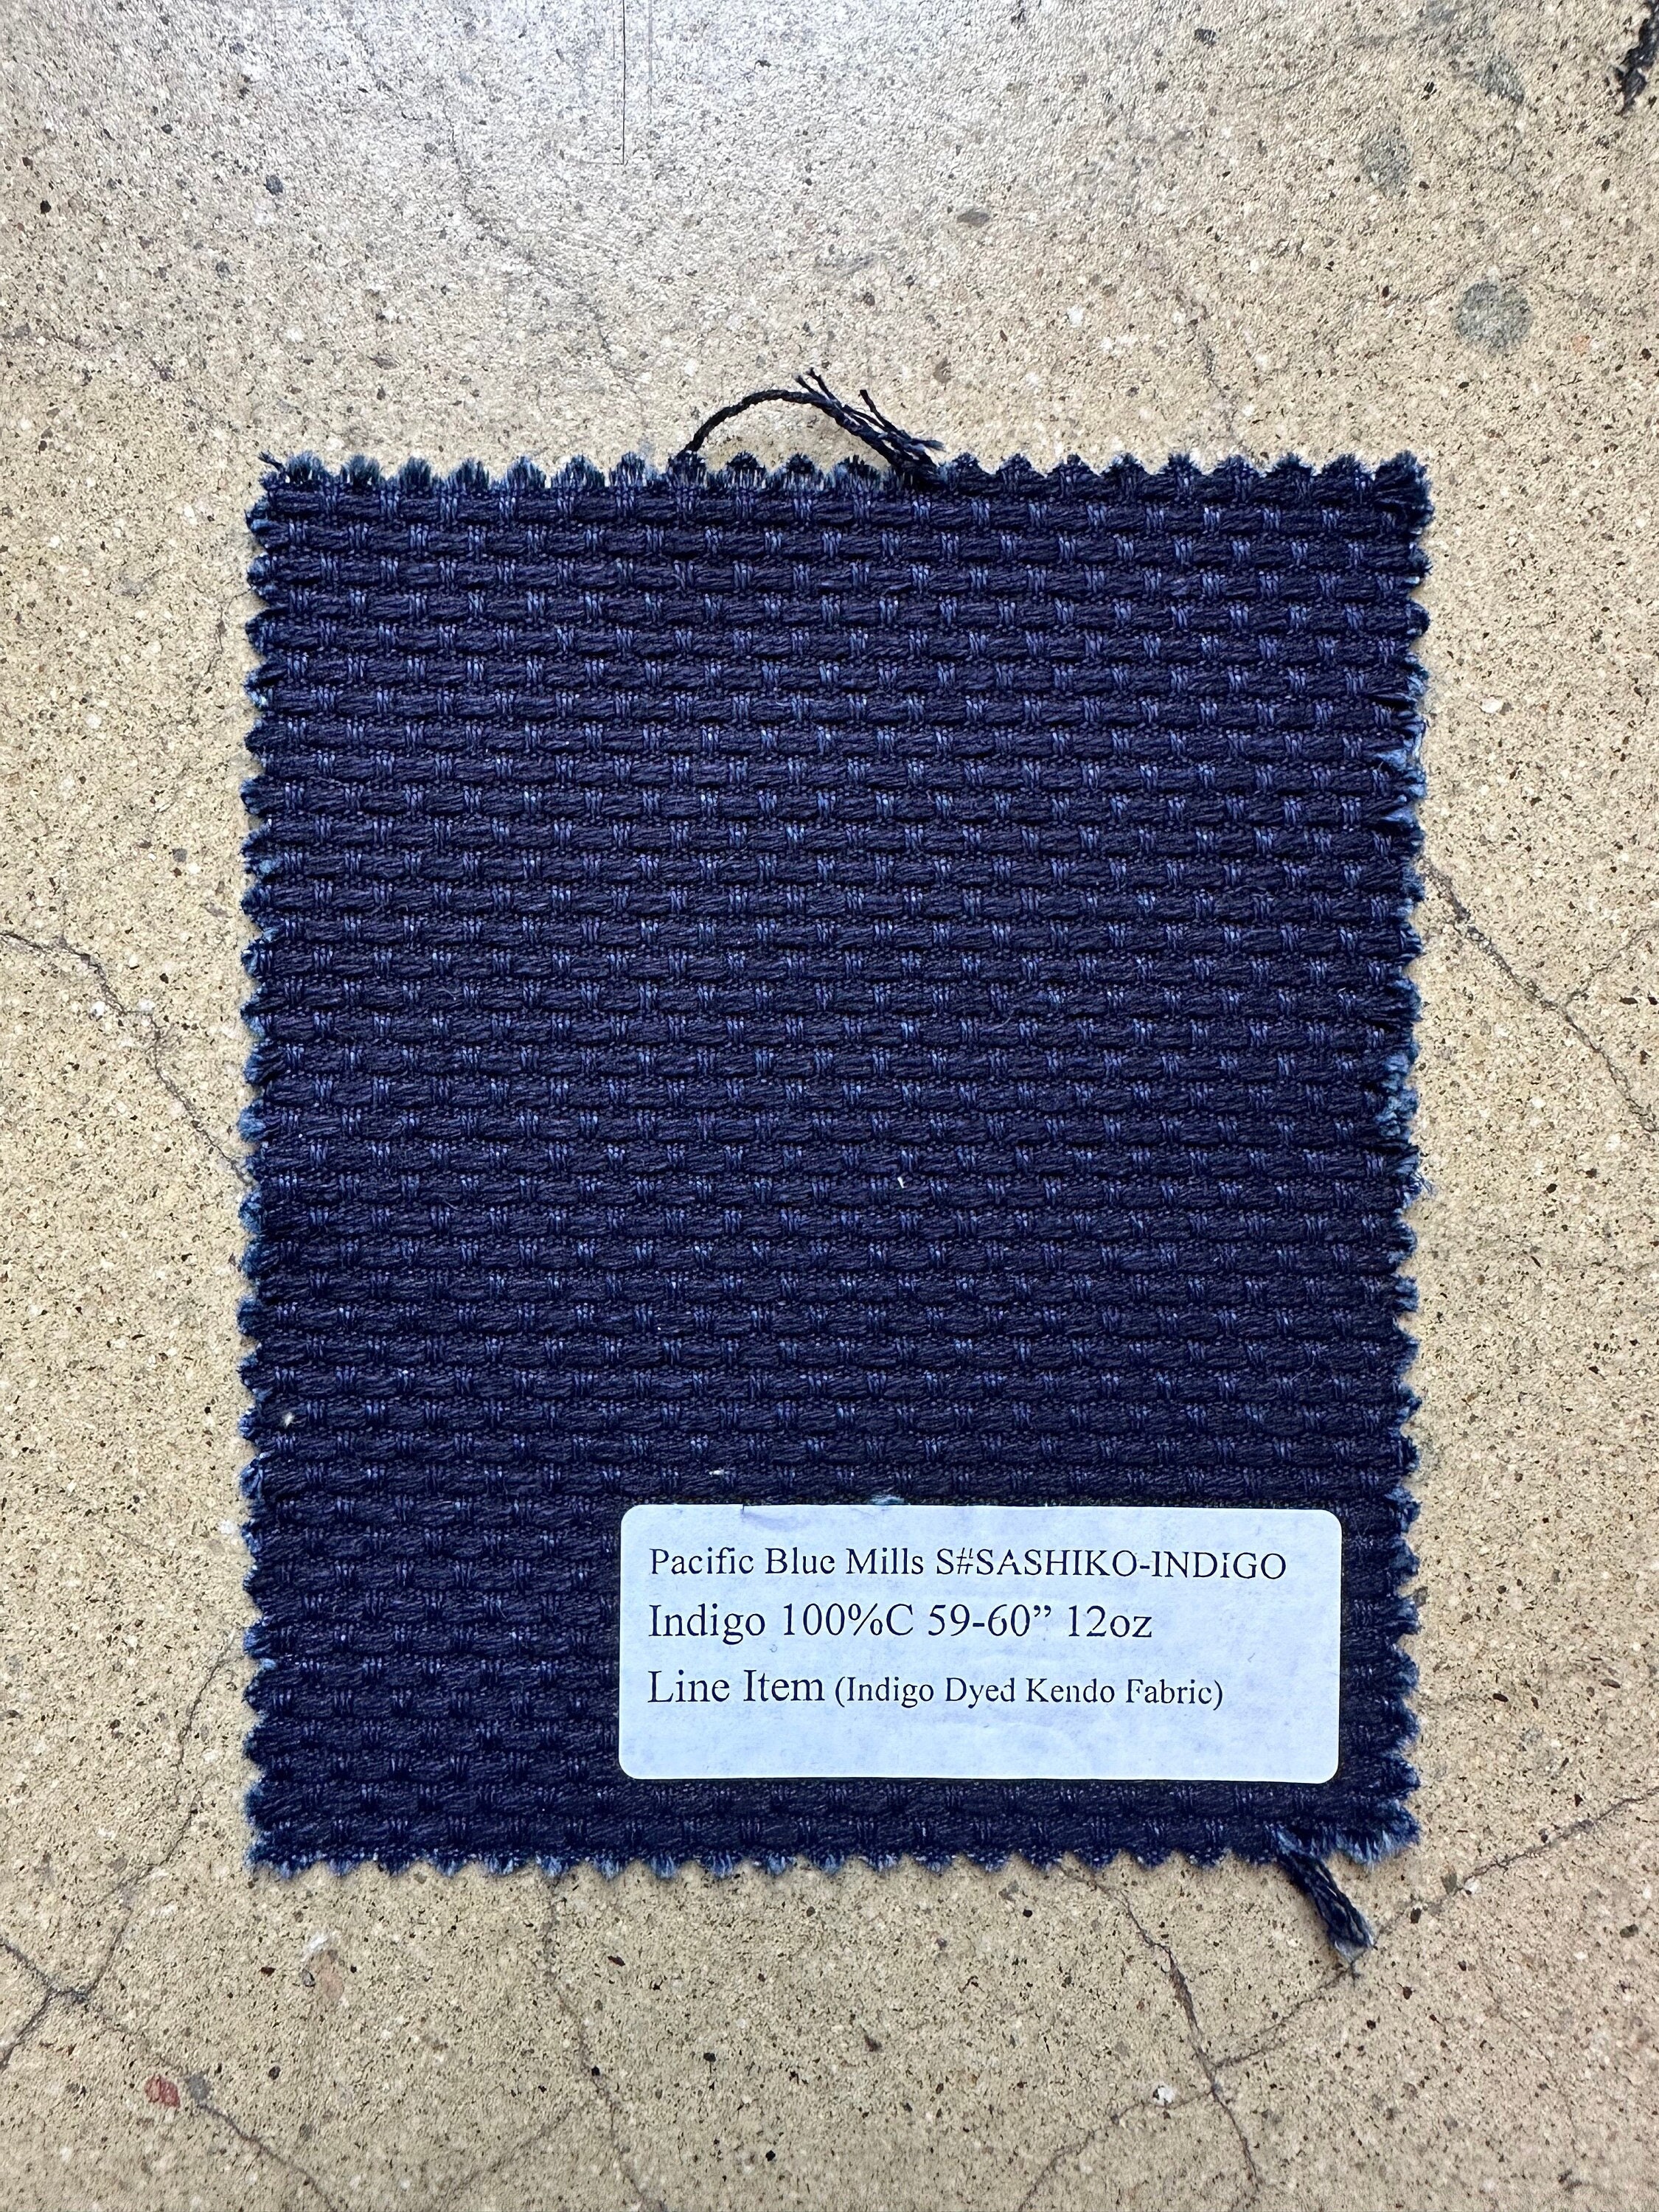 Pacific Blue Mills S#SASHIKO-INDIGO
Indigo 100%C 59-60” 12oz
Line Item (Indigo Dyed Kendo Fabric)